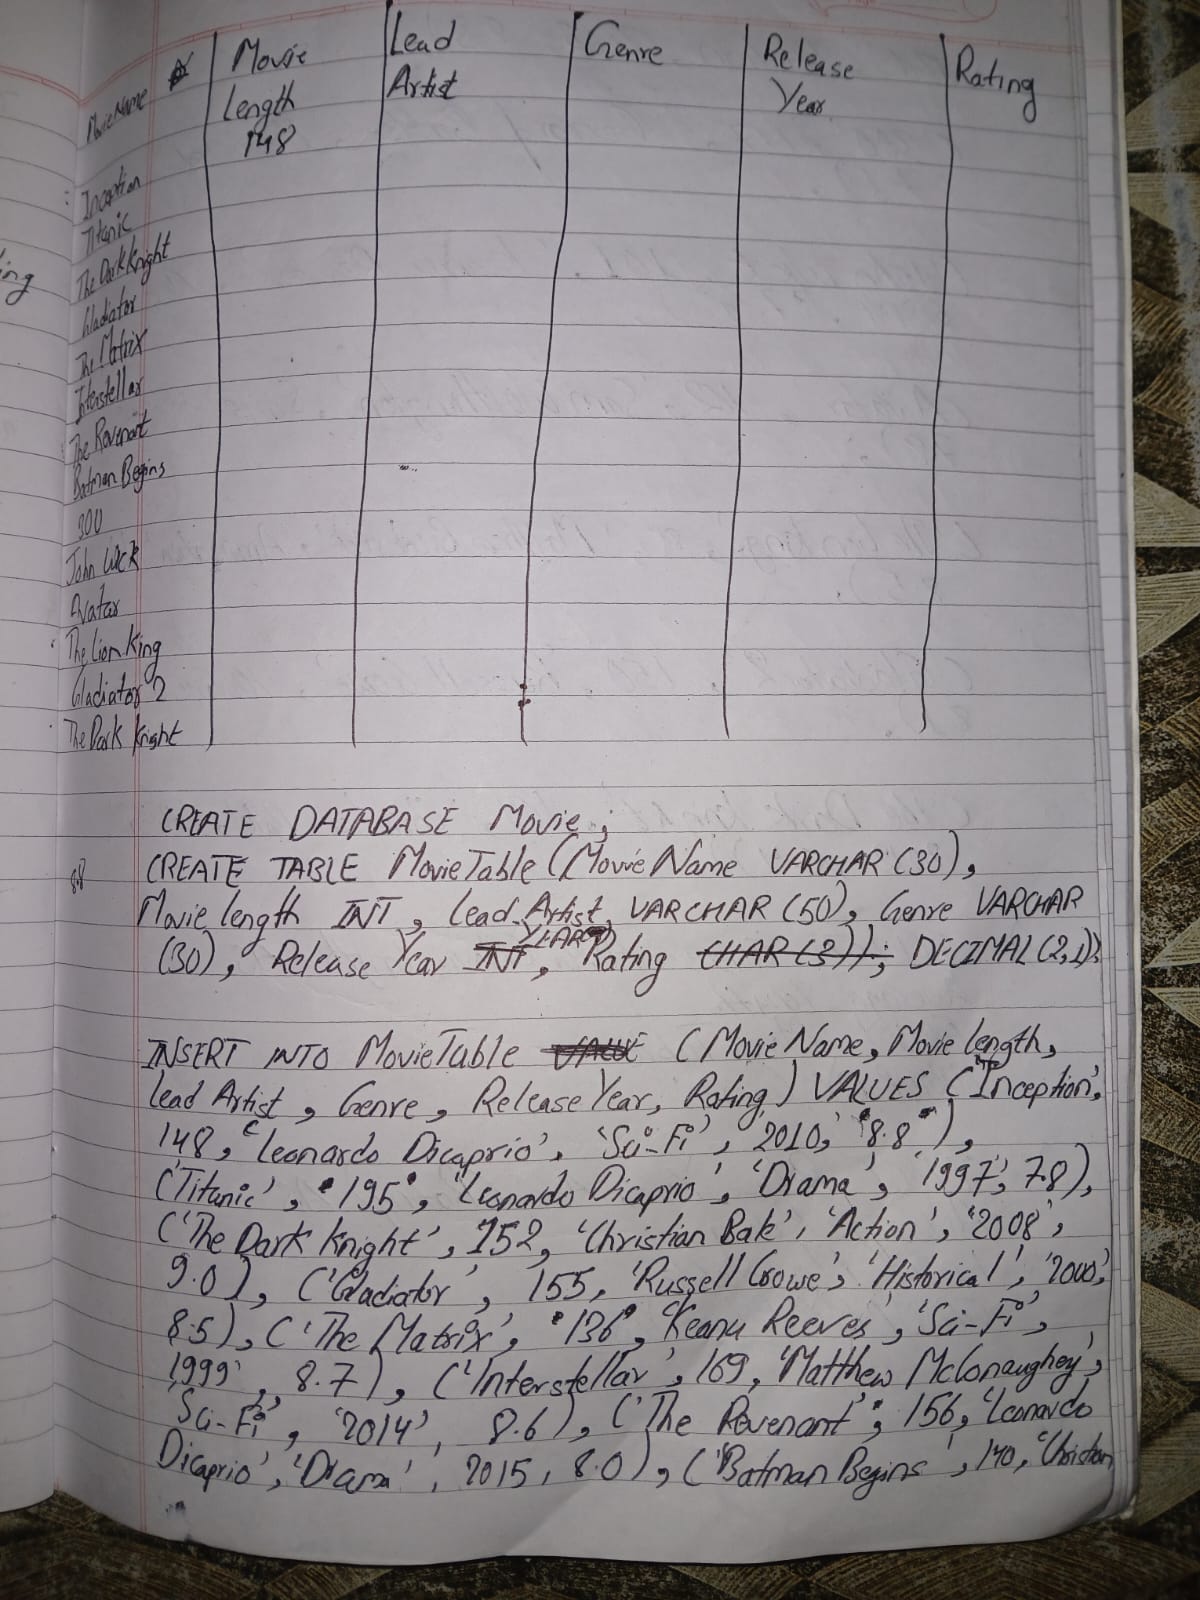 Movie Name
Movie Length
Lead Artist
Genre
Release Year
Rating
148
Inception
Titanic
The Dark Knight
Gladiator
The Matrix
Interstellar
The Revenant
Batman Begins
300
John Wick
Avatar
The Lion King
Gladiator 2
The Dark Knight
ing
CREATE DATABASE Movie;
8.8
CREATE TABLE MovieTable (Movie Name VARCHAR (30),
Movie length INT, Lead Artist, VARCHAR (50), Genre VARCHAR
(30), Release Year INT YEAR, Rating CHAR (3)); DECIMAL (2,1));
INSERT INTO MovieTable VALUE (Movie Name, Movie length,
lead Artist, Genre, Release Year, Rating) VALUES ('Inception',
148, 'Leonardo Dicaprio', 'Sci-Fi', 2010, '8.8'),
('Titanic', '195', 'Leonardo Dicaprio', 'Drama', '1997', 7.8),
('The Dark Knight', 152, 'Christian Bale', 'Action', '2008',
9.0), ('Gladiator', 155, 'Russell Crowe', 'Historical', '2000',
8.5), ('The Matrix', '136', 'Keanu Reeves', 'Sci-Fi',
1999', 8.7), ('Interstellar', 169, 'Matthew McConaughey',
'Sci-Fi', '2014', 8.6), ('The Revenant', 156, 'Leonardo
Dicaprio', 'Drama', 2015, 8.0), ('Batman Begins', 140, 'Christian